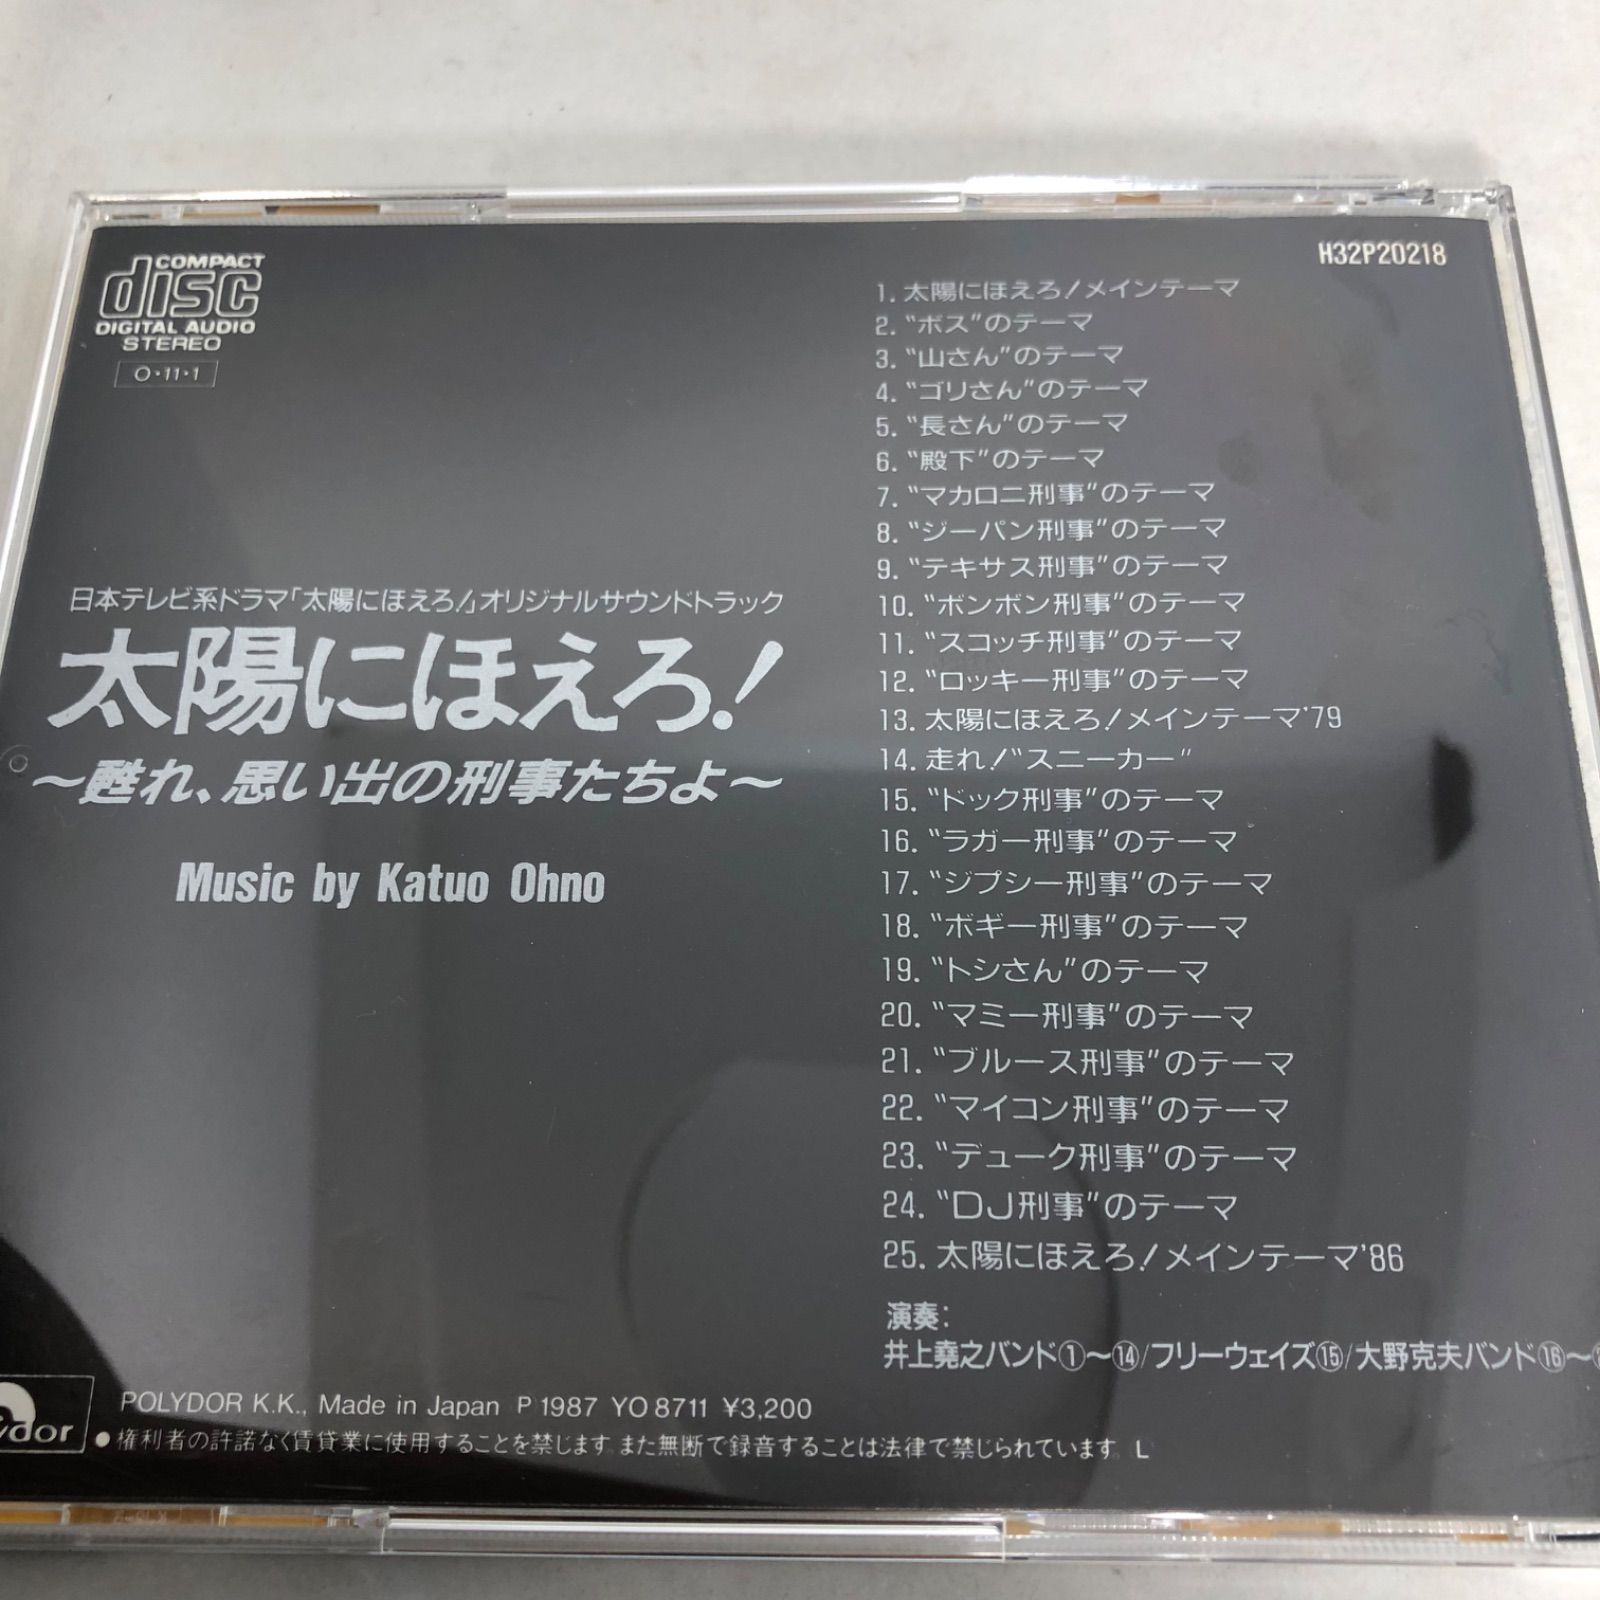 COMPACT
disc
DIGITAL AUDIO
STEREO
O・11・1
H32P20218
日本テレビ系ドラマ「太陽にほえろ!」オリジナルサウンドトラック
太陽にほえろ!
〜甦れ、思い出の刑事たちよ〜
Music by Katuo Ohno
1. 太陽にほえろ!メインテーマ
2. “ボス”のテーマ
3. “山さん”のテーマ
4. “ゴリさん”のテーマ
5. “長さん”のテーマ
6. “殿下”のテーマ
7. “マカロニ刑事”のテーマ
8. “ジーパン刑事”のテーマ
9. “テキサス刑事”のテーマ
10. “ボンボン刑事”のテーマ
11. “スコッチ刑事”のテーマ
12. “ロッキー刑事”のテーマ
13. 太陽にほえろ!メインテーマ'79
14. 走れ!“スニーカー”
15. “ドック刑事”のテーマ
16. “ラガー刑事”のテーマ
17. “ジプシー刑事”のテーマ
18. “ボギー刑事”のテーマ
19. “トシさん”のテーマ
20. “マミー刑事”のテーマ
21. “ブルース刑事”のテーマ
22. “マイコン刑事”のテーマ
23. “デューク刑事”のテーマ
24. “DJ刑事”のテーマ
25. 太陽にほえろ!メインテーマ'86
演奏:
井上堯之バンド①〜⑭/フリーウェイズ⑮/大野克夫バンド⑯〜
POLYDOR K.K., Made in Japan P 1987 YO 8711 ¥3,200
ydor
●権利者の許諾なく賃貸業に使用することを禁じます。また無断で録音することは法律で禁じられています。L